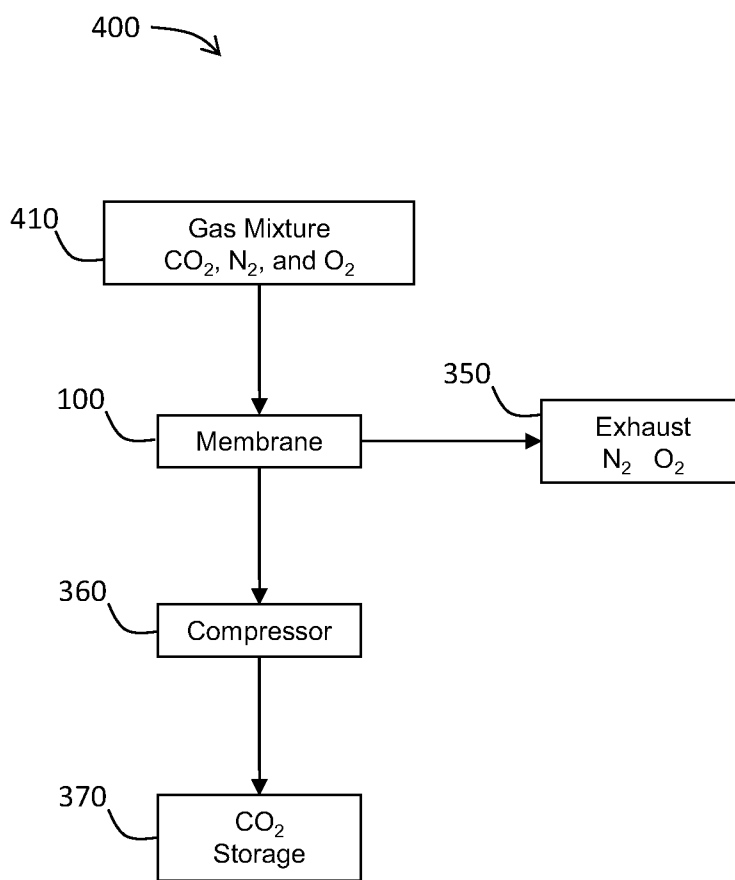 400
410
Gas Mixture
CO₂, N₂, and O₂
350
100
Membrane
Exhaust
N₂ O₂
360
Compressor
370
CO₂
Storage